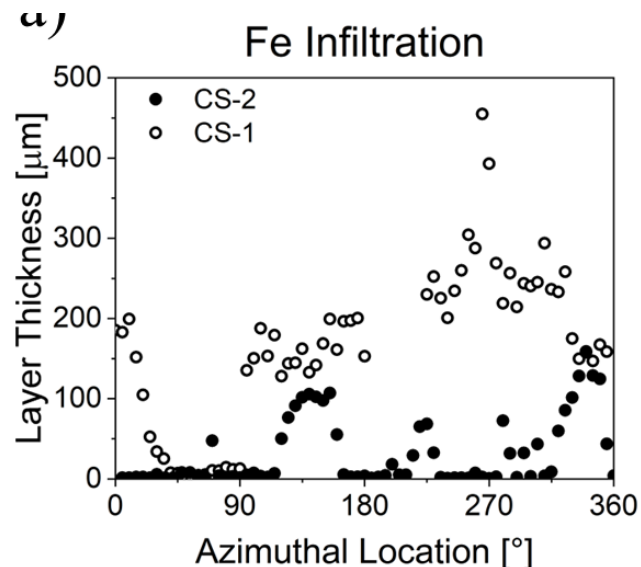 a)
Fe Infiltration
500
400
300
200
100
0
Layer Thickness [µm]
CS-2
CS-1
0 90 180 270 360
Azimuthal Location [°]